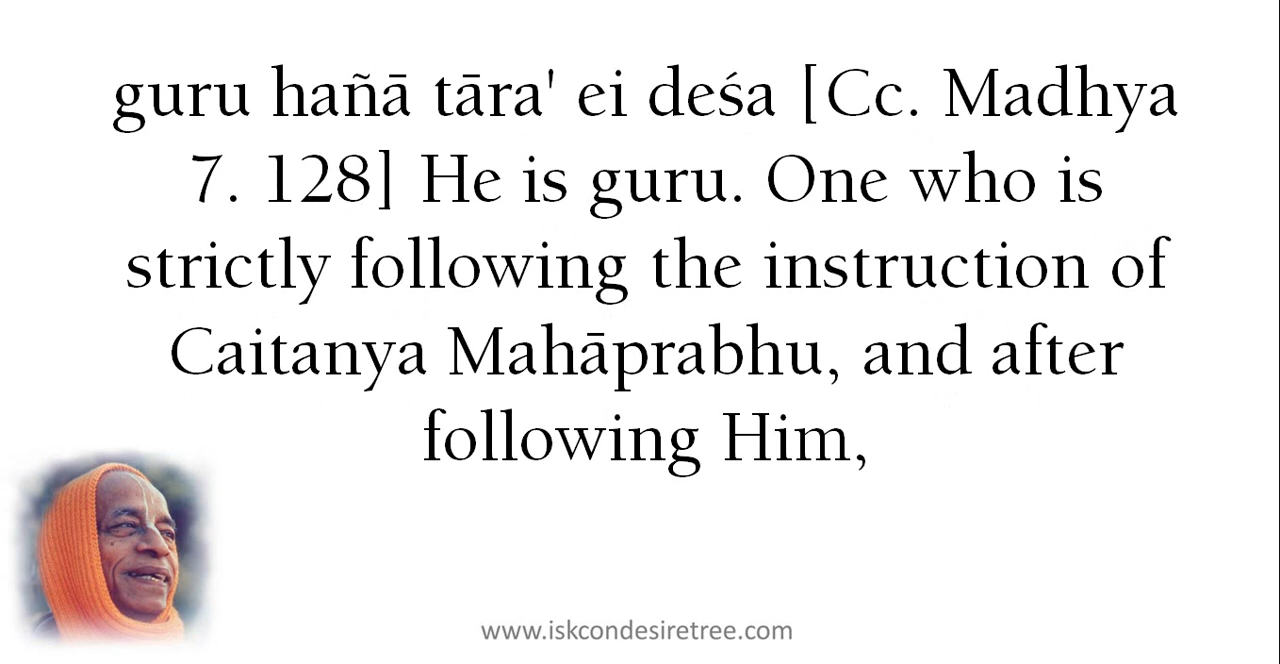 guru hañā tāra' ei deśa [Cc. Madhya
7. 128] He is guru. One who is
strictly following the instruction of
Caitanya Mahāprabhu, and after
following Him,
www.iskcondesiretree.com